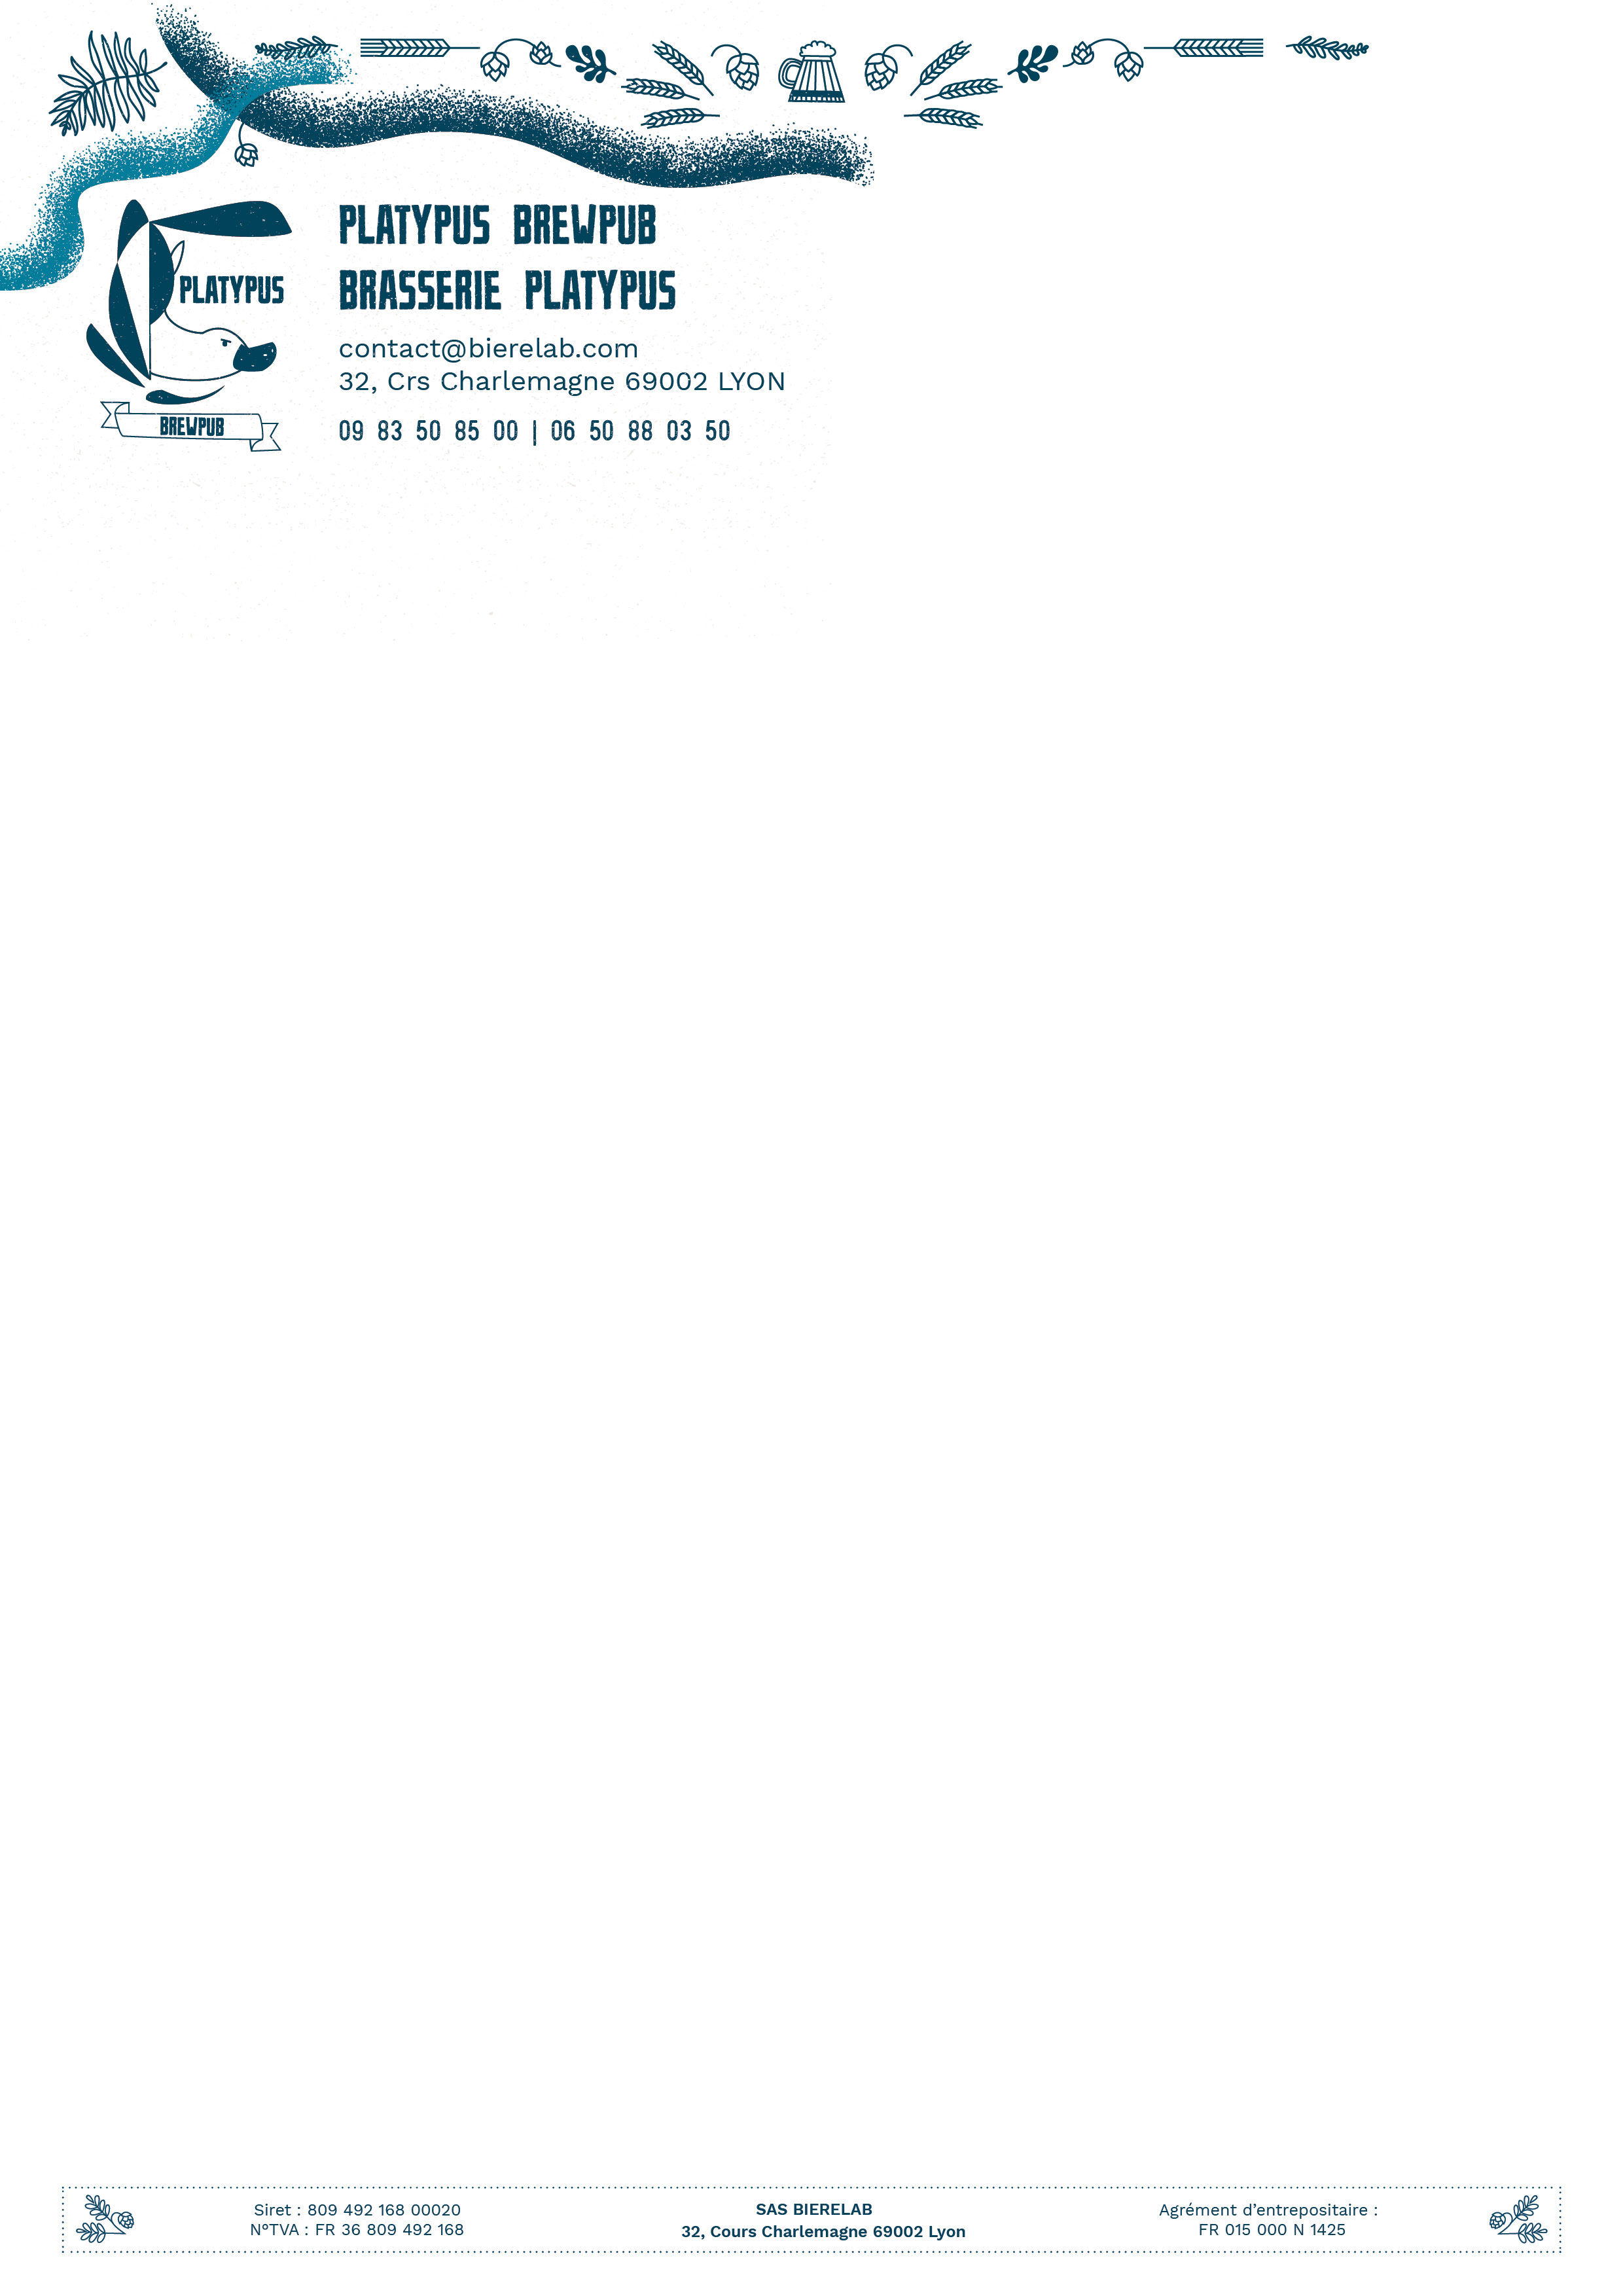 PLATYPUS BREWPUB
BRASSERIE PLATYPUS
PLATYPUS
contact@bierelab.com
32, Crs Charlemagne 69002 LYON
BREWPUB
09 83 50 85 00 | 06 50 88 03 50
Siret : 809 492 168 00020
N°TVA : FR 36 809 492 168
SAS BIERELAB
32, Cours Charlemagne 69002 Lyon
Agrément d’entrepositaire :
FR 015 000 N 1425